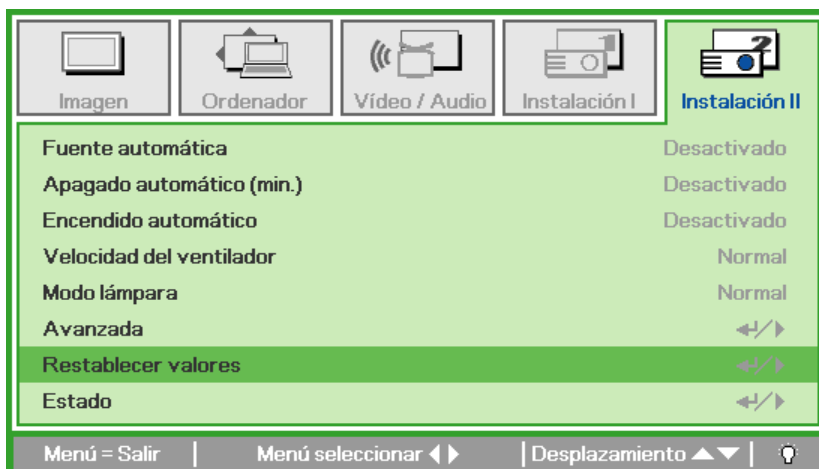 Imagen
Ordenador
Vídeo / Audio
Instalación I
2
Instalación II
Fuente automática Desactivado
Apagado automático (min.) Desactivado
Encendido automático Desactivado
Velocidad del ventilador Normal
Modo lámpara Normal
Avanzada
Restablecer valores
Estado
Menú = Salir Menú seleccionar Desplazamiento